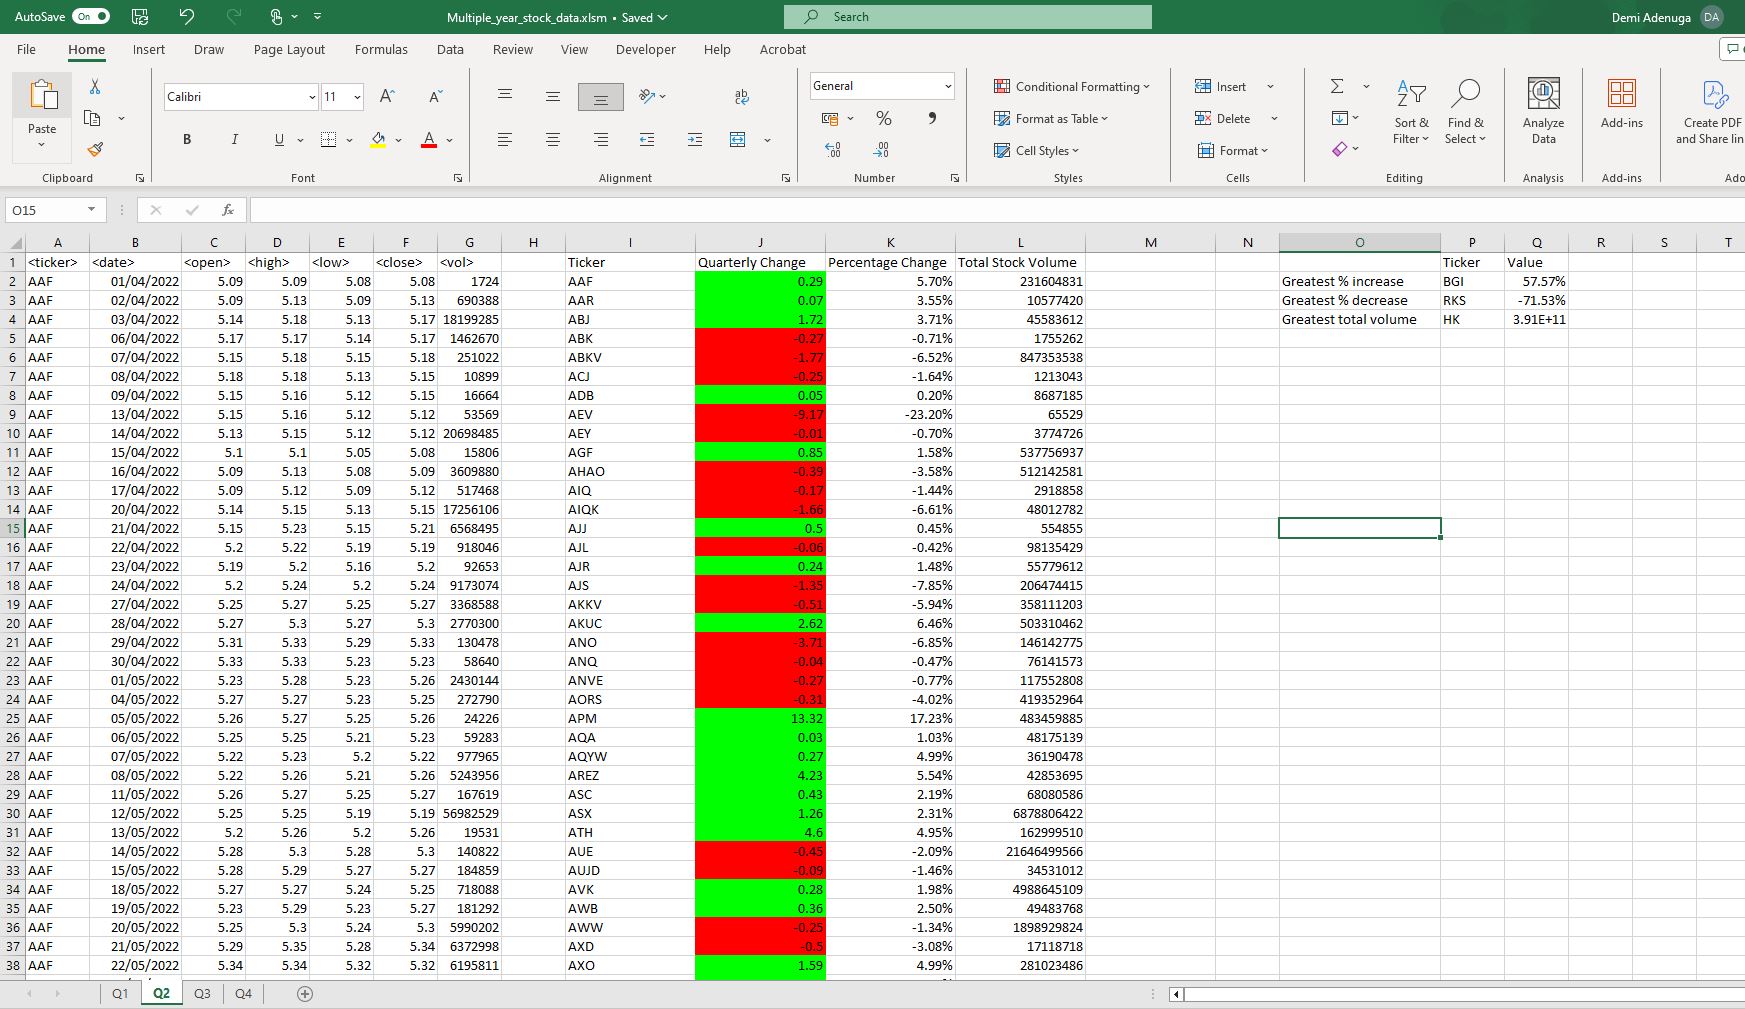 AutoSave On Multiple_year_stock_data.xlsm • Saved Search Demi Adenuga DA
File Home Insert Draw Page Layout Formulas Data Review View Developer Help Acrobat
Paste
Clipboard
Calibri 11
B I U A
Font
ab
Alignment
General
% 9
Number
Conditional Formatting
Format as Table
Cell Styles
Styles
Insert
Delete
Format
Cells
Sort & Filter
Find & Select
Editing
Analyze Data
Analysis
Add-ins
Add-ins
Create PDF
and Share lin
Ado
O15 fx
A B C D E F G H I J K L M N O P Q R S T
1 <ticker> <date> <open> <high> <low> <close> <vol> Ticker Quarterly Change Percentage Change Total Stock Volume Ticker Value
2 AAF 01/04/2022 5.09 5.09 5.08 5.08 1724 AAF 0.29 5.70% 231604831 Greatest % increase BGI 57.57%
3 AAF 02/04/2022 5.09 5.13 5.09 5.13 690388 AAR 0.07 3.55% 10577420 Greatest % decrease RKS -71.53%
4 AAF 03/04/2022 5.14 5.18 5.13 5.17 18199285 ABJ 1.72 3.71% 45583612 Greatest total volume HK 3.91E+11
5 AAF 06/04/2022 5.17 5.17 5.14 5.17 1462670 ABK -0.27 -0.71% 1755262
6 AAF 07/04/2022 5.15 5.18 5.15 5.18 251022 ABKV -1.77 -6.52% 847353538
7 AAF 08/04/2022 5.18 5.18 5.13 5.15 10899 ACJ -0.25 -1.64% 1213043
8 AAF 09/04/2022 5.15 5.16 5.12 5.15 16664 ADB 0.05 0.20% 8687185
9 AAF 13/04/2022 5.15 5.16 5.12 5.12 53569 AEV -9.17 -23.20% 65529
10 AAF 14/04/2022 5.13 5.15 5.12 5.12 20698485 AEY -0.01 -0.70% 3774726
11 AAF 15/04/2022 5.1 5.1 5.05 5.08 15806 AGF 0.85 1.58% 537756937
12 AAF 16/04/2022 5.09 5.13 5.08 5.09 3609880 AHAO -0.39 -3.58% 512142581
13 AAF 17/04/2022 5.09 5.12 5.09 5.12 517468 AIQ -0.17 -1.44% 2918858
14 AAF 20/04/2022 5.14 5.15 5.13 5.15 17256106 AIQK -1.66 -6.61% 48012782
15 AAF 21/04/2022 5.15 5.23 5.15 5.21 6568495 AJJ 0.5 0.45% 554855
16 AAF 22/04/2022 5.2 5.22 5.19 5.19 918046 AJL -0.06 -0.42% 98135429
17 AAF 23/04/2022 5.19 5.2 5.16 5.2 92653 AJR 0.24 1.48% 55779612
18 AAF 24/04/2022 5.2 5.24 5.2 5.24 9173074 AJS -1.35 -7.85% 206474415
19 AAF 27/04/2022 5.25 5.27 5.25 5.27 3368588 AKKV -0.51 -5.94% 358111203
20 AAF 28/04/2022 5.27 5.3 5.27 5.3 2770300 AKUC 2.62 6.46% 503310462
21 AAF 29/04/2022 5.31 5.33 5.29 5.33 130478 ANO -3.71 -6.85% 146142775
22 AAF 30/04/2022 5.33 5.33 5.23 5.23 58640 ANQ -0.04 -0.47% 76141573
23 AAF 01/05/2022 5.23 5.28 5.23 5.26 2430144 ANVE -0.27 -0.77% 117552808
24 AAF 04/05/2022 5.27 5.27 5.23 5.25 272790 AORS -0.31 -4.02% 419352964
25 AAF 05/05/2022 5.26 5.27 5.25 5.26 24226 APM 13.32 17.23% 483459885
26 AAF 06/05/2022 5.25 5.25 5.21 5.23 59283 AQA 0.03 1.03% 48175139
27 AAF 07/05/2022 5.22 5.23 5.2 5.22 977965 AQYW 0.27 4.99% 36190478
28 AAF 08/05/2022 5.22 5.26 5.21 5.26 5243956 AREZ 4.23 5.54% 42853695
29 AAF 11/05/2022 5.26 5.27 5.25 5.25 167619 ASC 0.43 2.19% 68080586
30 AAF 12/05/2022 5.25 5.25 5.19 5.19 56982529 ASX 1.26 2.31% 6878806422
31 AAF 13/05/2022 5.2 5.26 5.2 5.26 19531 ATH 4.6 4.95% 162999510
32 AAF 14/05/2022 5.28 5.3 5.28 5.3 140822 AUE -0.45 -2.09% 21646499566
33 AAF 15/05/2022 5.28 5.29 5.27 5.27 184859 AUJD -0.09 -1.46% 34531012
34 AAF 18/05/2022 5.27 5.27 5.24 5.25 718088 AVK 0.28 1.98% 4988645109
35 AAF 19/05/2022 5.23 5.29 5.23 5.27 181292 AWB 0.36 2.50% 49483768
36 AAF 20/05/2022 5.25 5.3 5.24 5.3 5990202 AWW -0.25 -1.34% 1898929824
37 AAF 21/05/2022 5.29 5.35 5.28 5.34 6372998 AXD -0.5 -3.08% 17118718
38 AAF 22/05/2022 5.34 5.34 5.32 5.32 6195811 AXO 1.59 4.99% 281023486
Q1 Q2 Q3 Q4